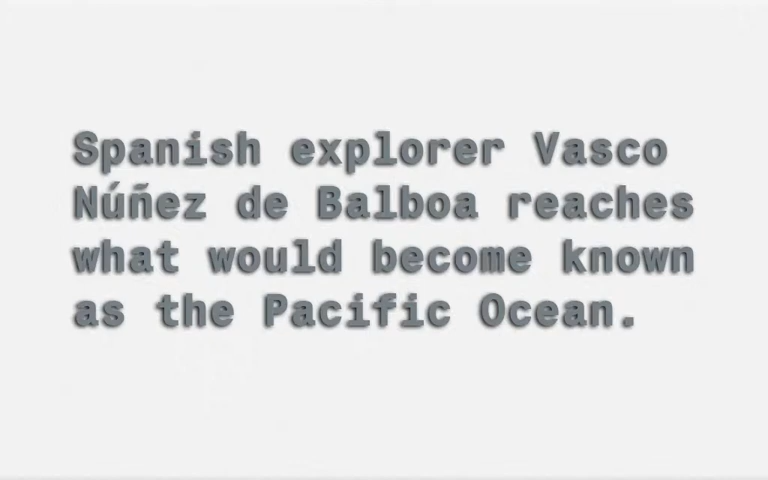 Spanish explorer Vasco
Núñez de Balboa reaches
what would become known
as the Pacific Ocean.